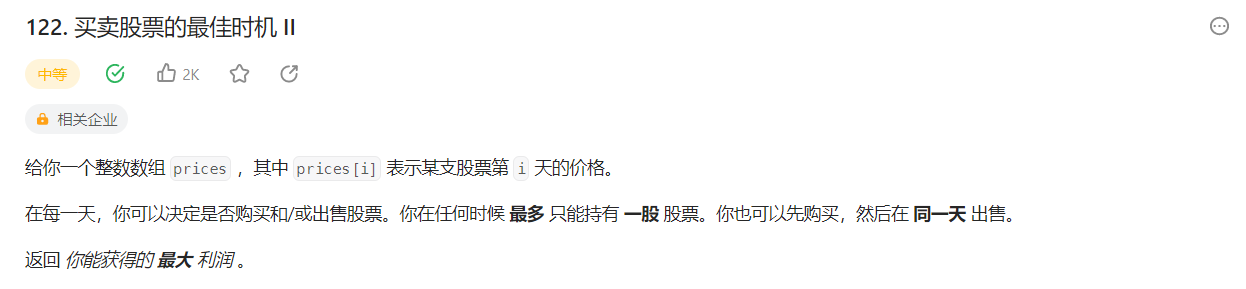 122. 买卖股票的最佳时机 II
中等 2K
相关企业
给你一个整数数组 prices ，其中 prices[i] 表示某支股票第 i 天的价格。
在每一天，你可以决定是否购买和/或出售股票。你在任何时候 最多 只能持有 一股 股票。你也可以先购买，然后在 同一天 出售。
返回 你能获得的 最大 利润 。